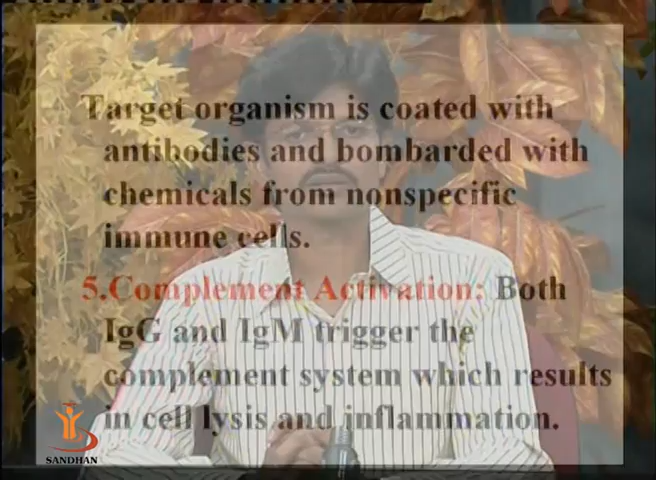 Target organism is coated with
antibodies and bombarded with
chemicals from nonspecific
immune cells.
5.Complement Activation: Both
IgG and IgM trigger the
complement system which results
in cell lysis and inflammation.
SANDHAN